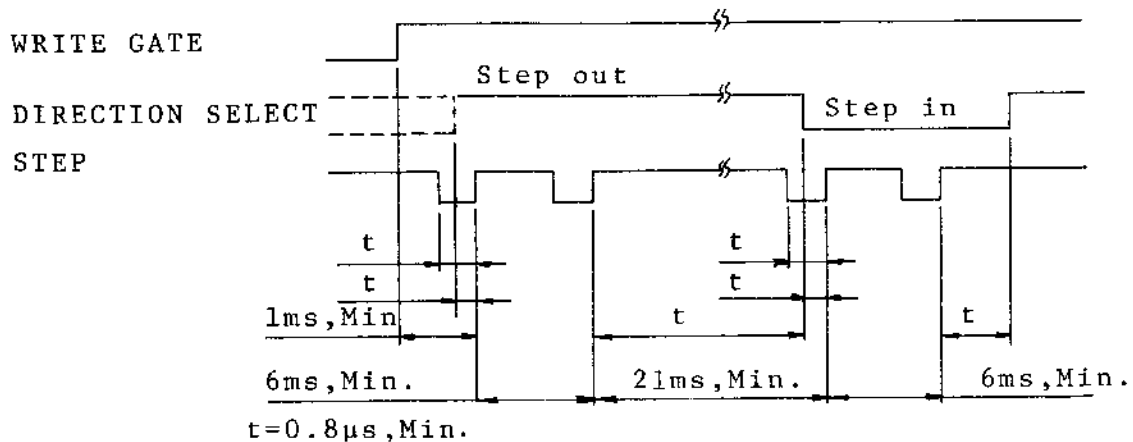 WRITE GATE
Step out
DIRECTION SELECT
Step in
STEP
t
t
t
t
1ms,Min
t
t
6ms,Min.
21ms,Min.
6ms,Min.
t=0.8μs,Min.